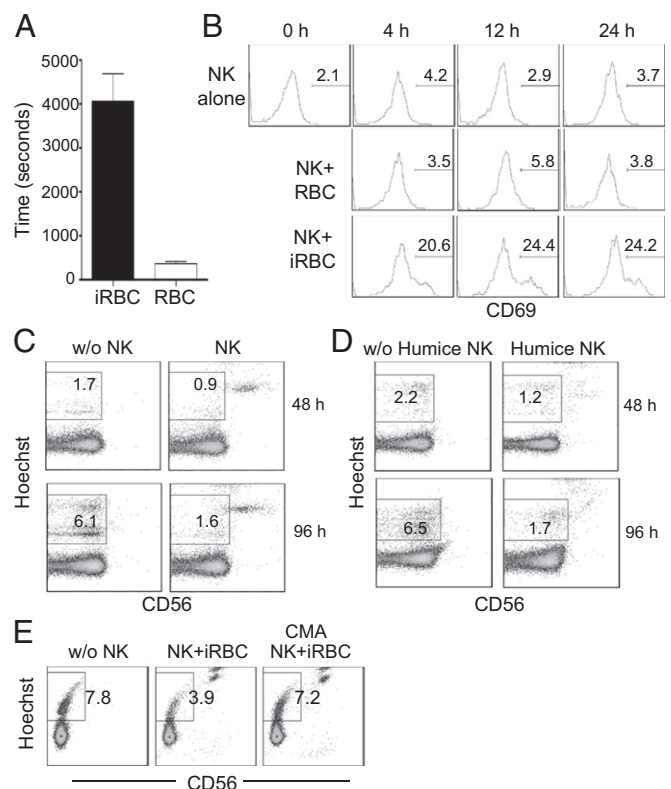 A
Time (seconds)
5000
4000
3000
2000
1000
0
iRBC RBC
B
0 h 4 h 12 h 24 h
NK alone
2.1 4.2 2.9 3.7
NK+ RBC
3.5 5.8 3.8
NK+ iRBC
20.6 24.4 24.2
CD69
C
w/o NK NK
Hoechst
1.7 0.9
48 h
6.1 1.6
96 h
CD56
D
w/o Humice NK Humice NK
Hoechst
2.2 1.2
48 h
6.5 1.7
96 h
CD56
E
w/o NK NK+iRBC CMA NK+iRBC
Hoechst
7.8 3.9 7.2
CD56